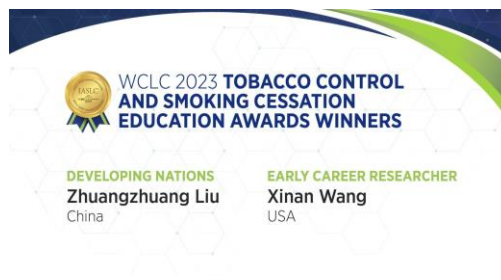 IASLC
WCLC 2023 TOBACCO CONTROL
AND SMOKING CESSATION
EDUCATION AWARDS WINNERS
DEVELOPING NATIONS
Zhuangzhuang Liu
China
EARLY CAREER RESEARCHER
Xinan Wang
USA